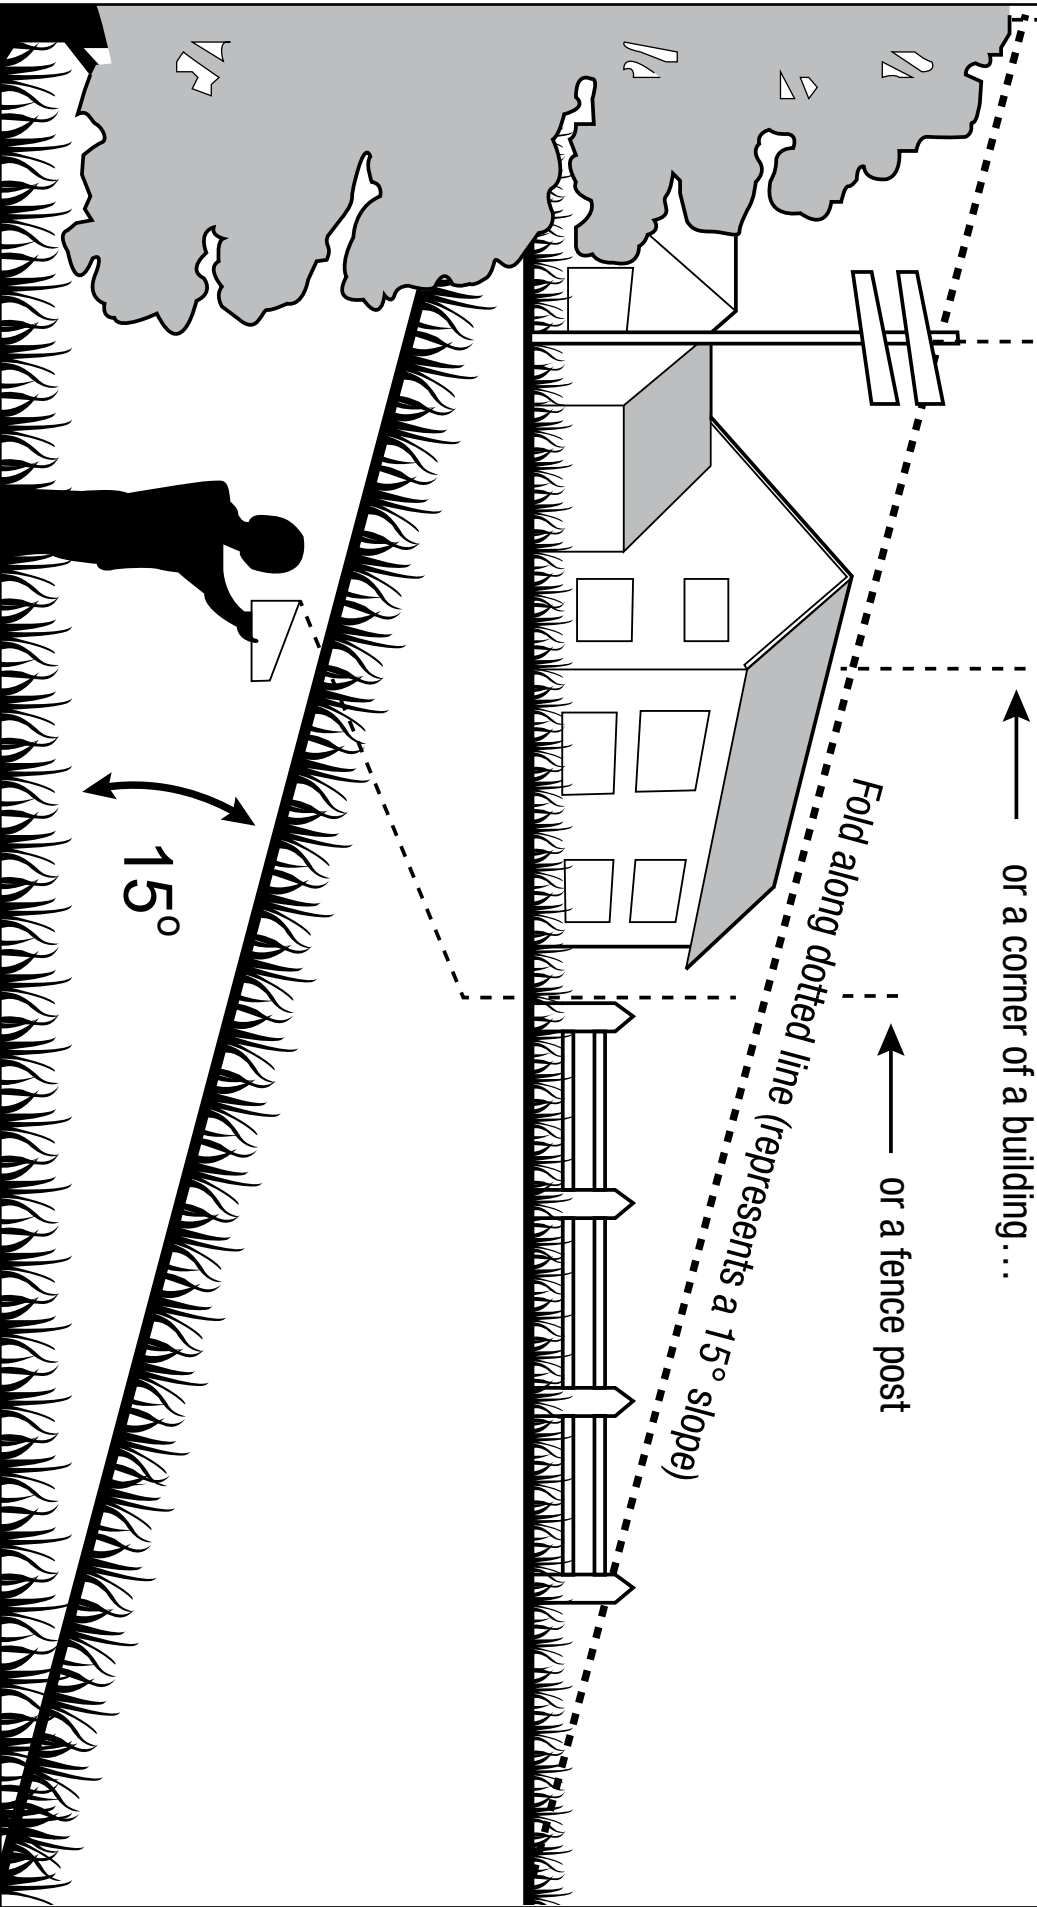 or a corner of a building…
or a fence post
Fold along dotted line (represents a 15° slope)
15°